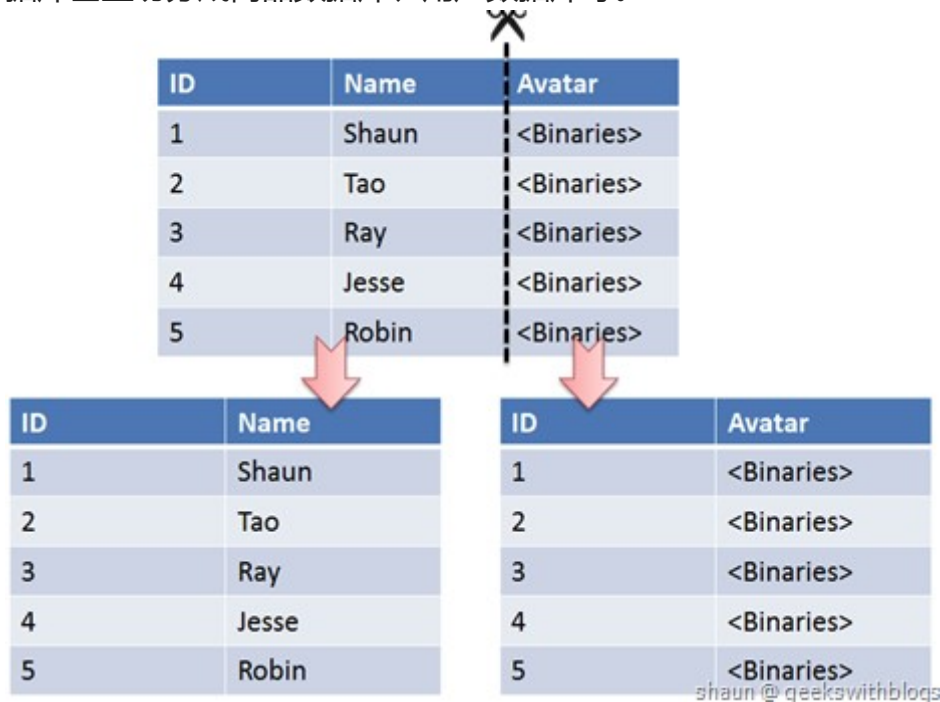 ID Name Avatar
1 Shaun <Binaries>
2 Tao <Binaries>
3 Ray <Binaries>
4 Jesse <Binaries>
5 Robin <Binaries>
ID Name
1 Shaun
2 Tao
3 Ray
4 Jesse
5 Robin
ID Avatar
1 <Binaries>
2 <Binaries>
3 <Binaries>
4 <Binaries>
5 <Binaries>
shaun @ geekswithblogs